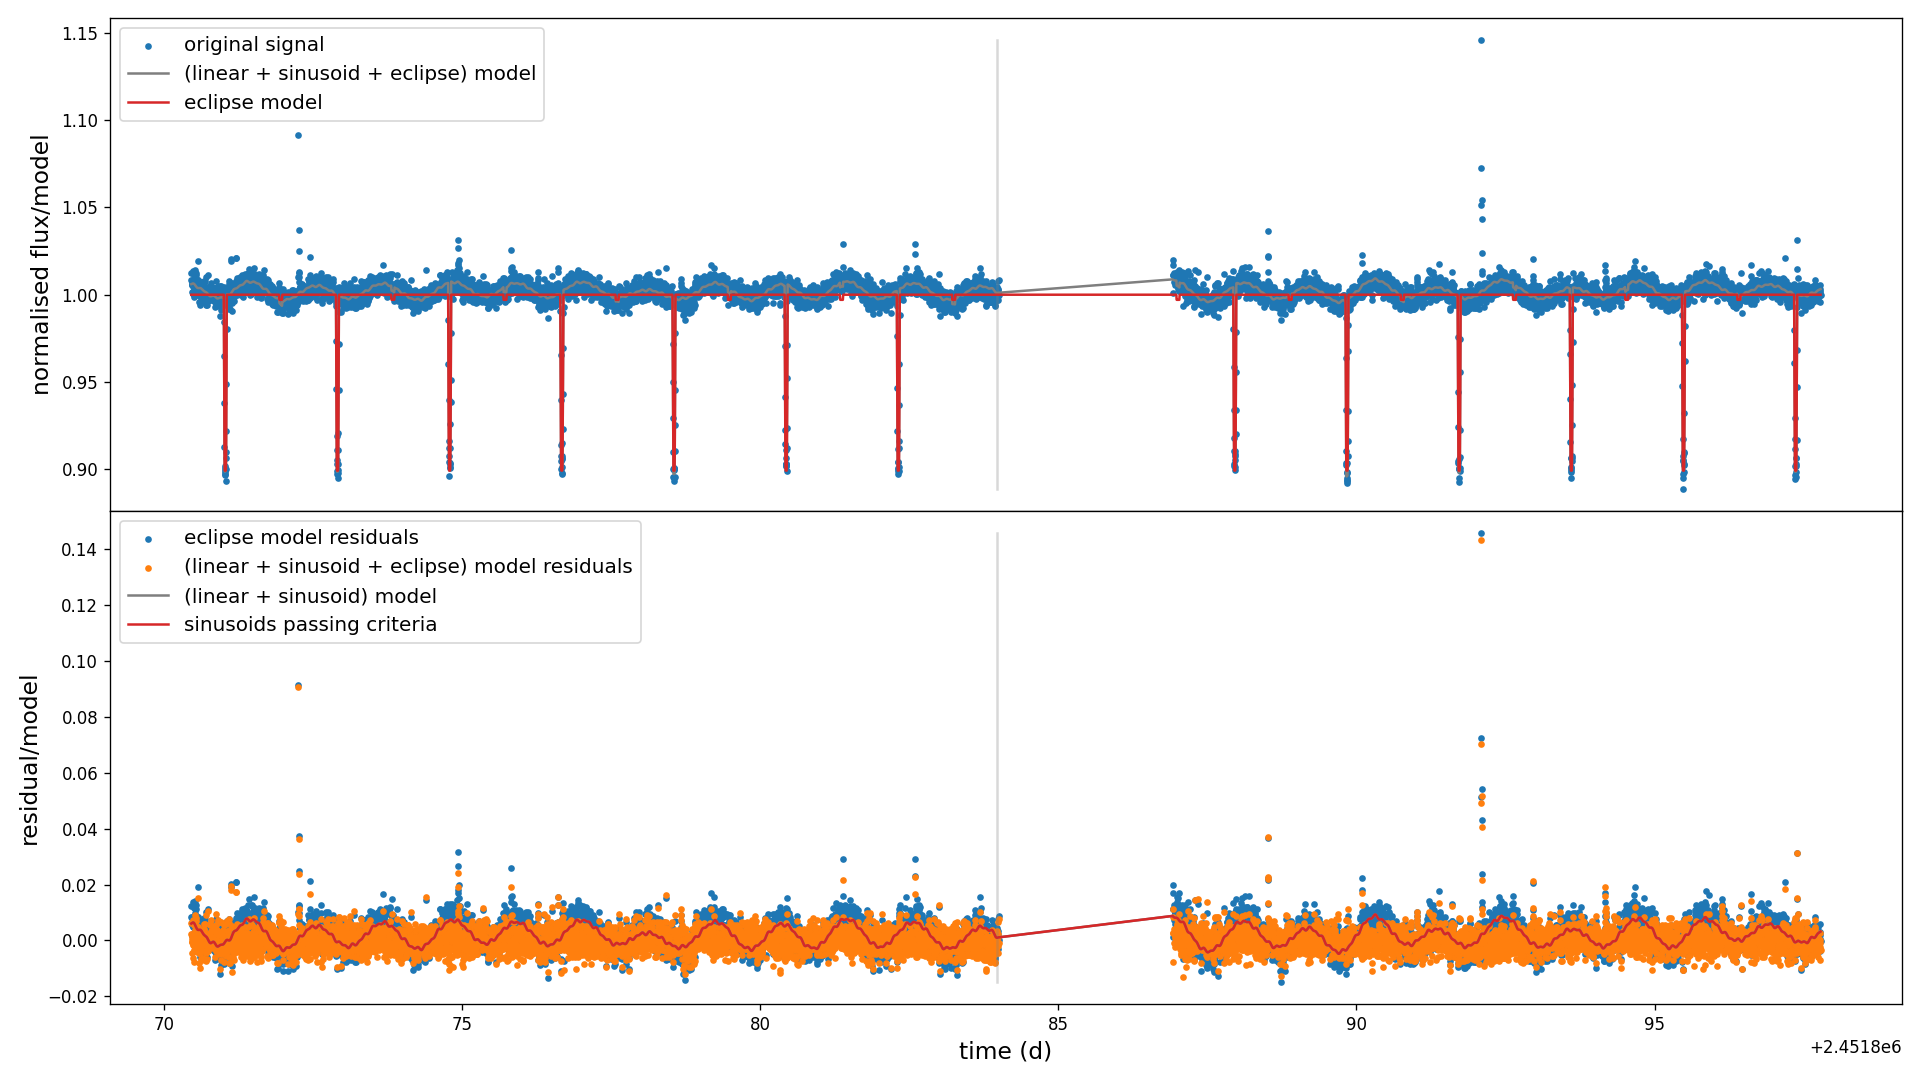 original signal
(linear + sinusoid + eclipse) model
eclipse model
normalised flux/model
1.15
1.10
1.05
1.00
0.95
0.90
eclipse model residuals
(linear + sinusoid + eclipse) model residuals
(linear + sinusoid) model
sinusoids passing criteria
residual/model
0.14
0.12
0.10
0.08
0.06
0.04
0.02
0.00
−0.02
70 75 80 85 90 95
time (d)
+2.4518e6